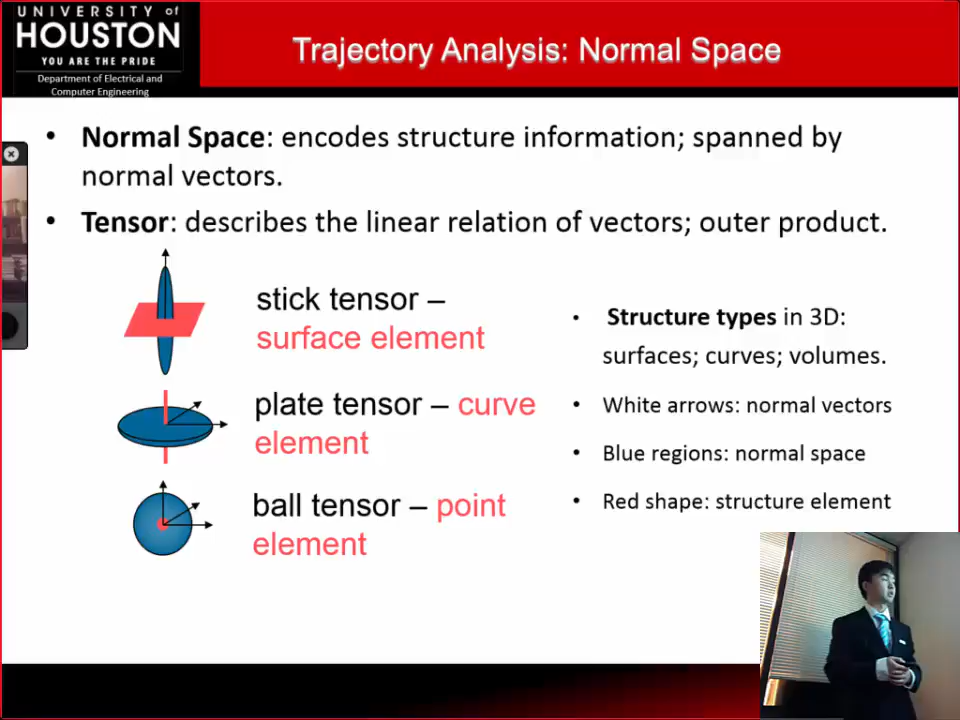 UNIVERSITY of
HOUSTON
YOU ARE THE PRIDE
Department of Electrical and
Computer Engineering
Trajectory Analysis: Normal Space
• Normal Space: encodes structure information; spanned by
normal vectors.
• Tensor: describes the linear relation of vectors; outer product.
stick tensor –
surface element
plate tensor – curve
element
ball tensor – point
element
• Structure types in 3D:
surfaces; curves; volumes.
• White arrows: normal vectors
• Blue regions: normal space
• Red shape: structure element